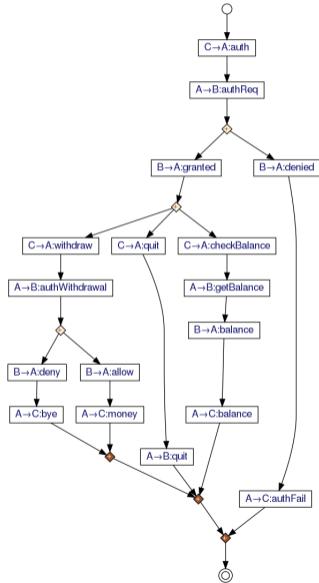 C→A:auth
A→B:authReq
B→A:granted
B→A:denied
C→A:withdraw
C→A:quit
C→A:checkBalance
A→B:authWithdrawal
A→B:getBalance
B→A:balance
B→A:deny
B→A:allow
A→C:bye
A→C:money
A→C:balance
A→B:quit
A→C:authFail